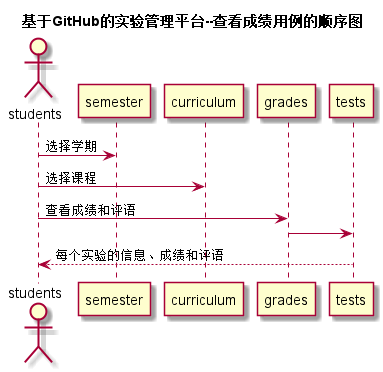 基于GitHub的实验管理平台--查看成绩用例的顺序图
students
semester
curriculum
grades
tests
选择学期
选择课程
查看成绩和评语
每个实验的信息、成绩和评语
students
semester
curriculum
grades
tests